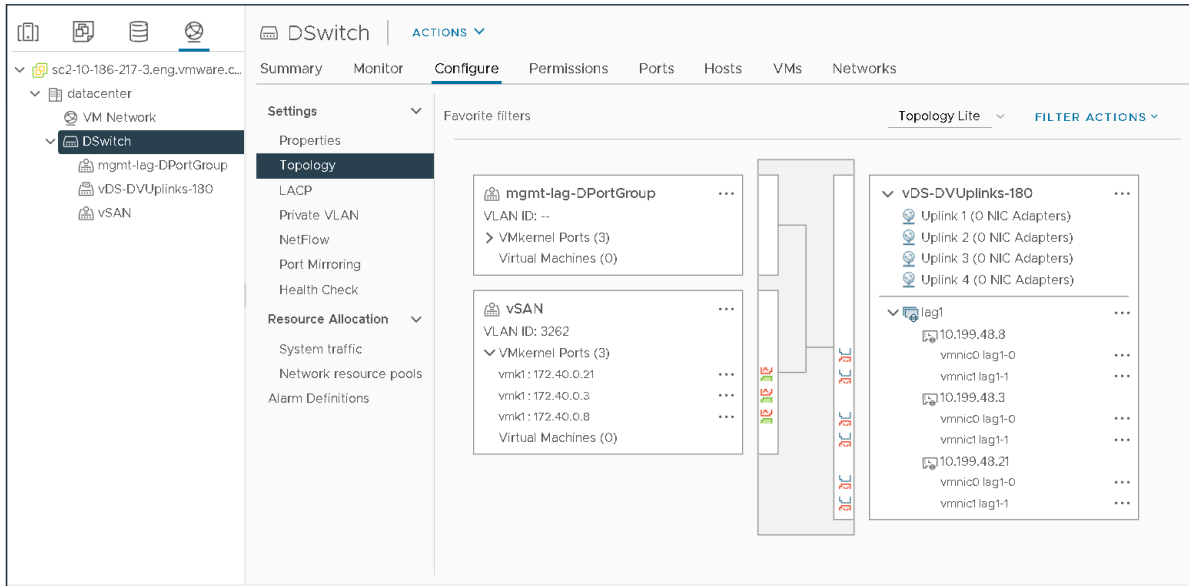 DSwitch
ACTIONS
sc2-10-186-217-3.eng.vmware.c...
datacenter
VM Network
DSwitch
mgmt-lag-DPortGroup
vDS-DVUplinks-180
vSAN
Summary Monitor Configure Permissions Ports Hosts VMs Networks
Settings
Properties
Topology
LACP
Private VLAN
NetFlow
Port Mirroring
Health Check
Resource Allocation
System traffic
Network resource pools
Alarm Definitions
Favorite filters
Topology Lite
FILTER ACTIONS
mgmt-lag-DPortGroup ...
VLAN ID: --
VMkernel Ports (3)
Virtual Machines (0)
vSAN ...
VLAN ID: 3262
VMkernel Ports (3)
vmk1 : 172.40.0.21 ...
vmk1 : 172.40.0.3 ...
vmk1 : 172.40.0.8 ...
Virtual Machines (0)
vDS-DVUplinks-180 ...
Uplink 1 (0 NIC Adapters)
Uplink 2 (0 NIC Adapters)
Uplink 3 (0 NIC Adapters)
Uplink 4 (0 NIC Adapters)
lag1 ...
10.199.48.8
vmnic0 lag1-0 ...
vmnic1 lag1-1 ...
10.199.48.3
vmnic0 lag1-0 ...
vmnic1 lag1-1 ...
10.199.48.21
vmnic0 lag1-0 ...
vmnic1 lag1-1 ...